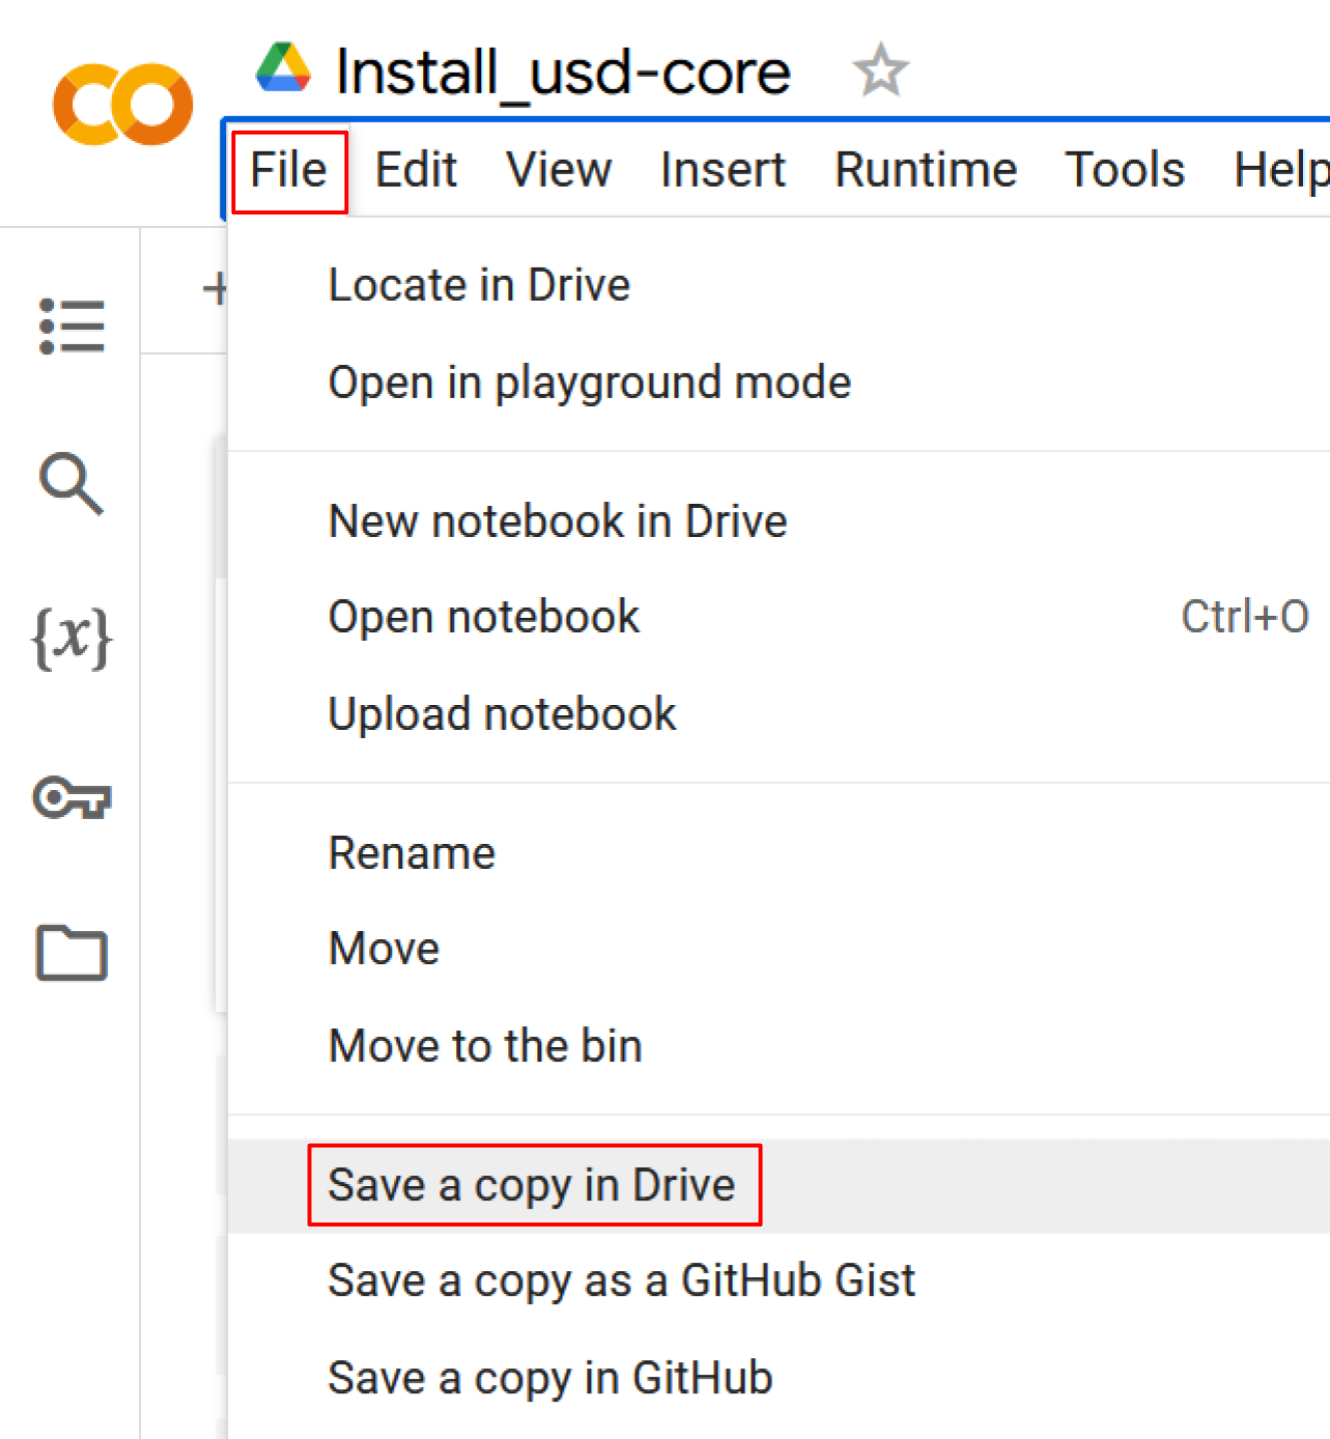 Install_usd-core
File Edit View Insert Runtime Tools Help
Locate in Drive
Open in playground mode
New notebook in Drive
Open notebook Ctrl+O
Upload notebook
{x}
Rename
Move
Move to the bin
Save a copy in Drive
Save a copy as a GitHub Gist
Save a copy in GitHub